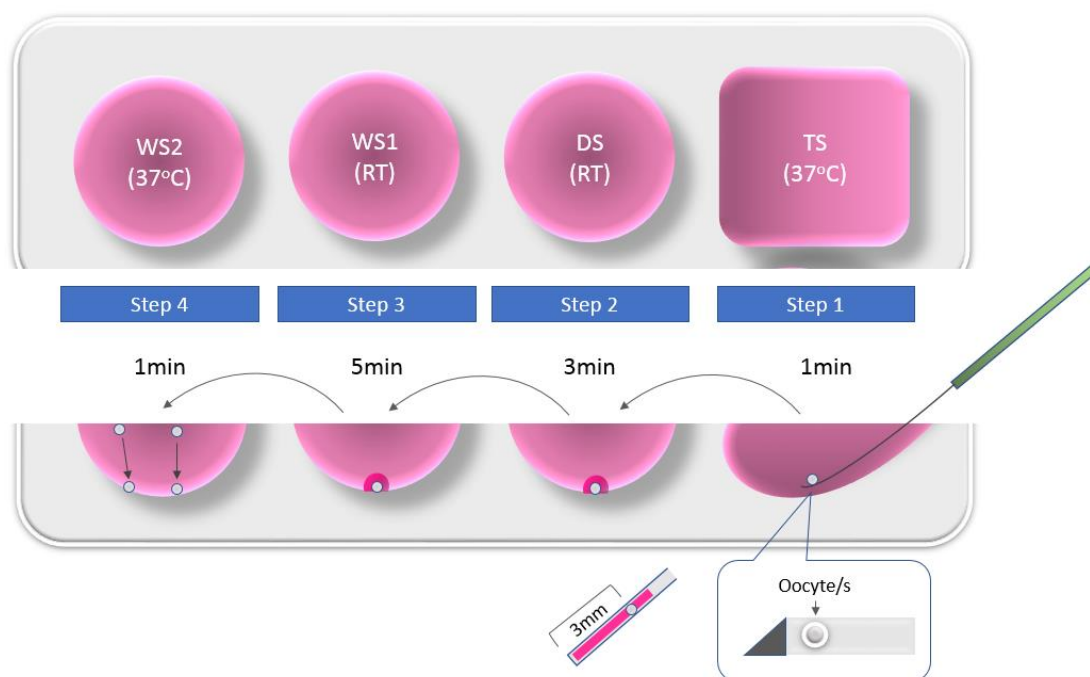 WS2
(37°C)
WS1
(RT)
DS
(RT)
TS
(37°C)
Step 4
Step 3
Step 2
Step 1
1min
5min
3min
1min
3mm
Oocyte/s